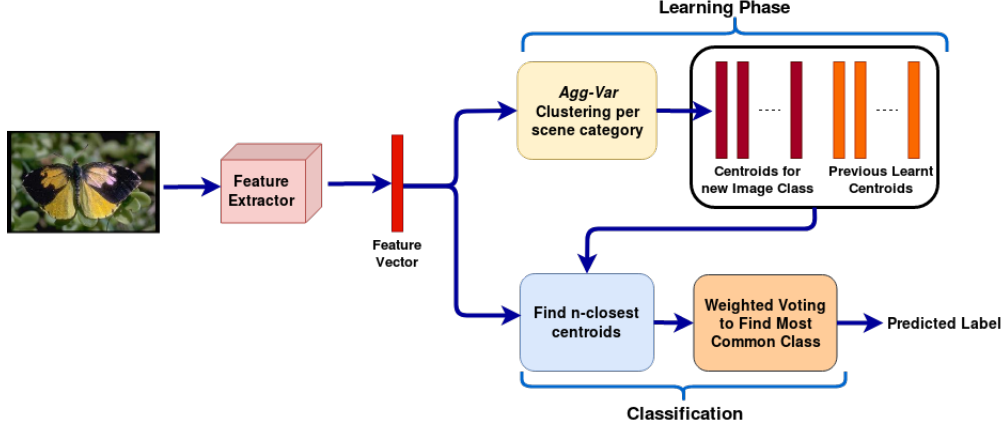 Learning Phase
Agg-Var
Clustering per
scene category
Centroids for
new Image Class
Previous Learnt
Centroids
Feature
Extractor
Feature
Vector
Find n-closest
centroids
Weighted Voting
to Find Most
Common Class
Predicted Label
Classification